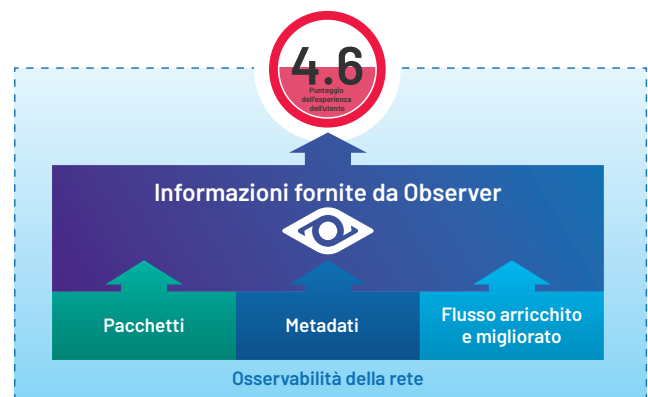 4.6
Punteggio
dell'esperienza
dell'utente
Informazioni fornite da Observer
Pacchetti
Metadati
Flusso arricchito
e migliorato
Osservabilità della rete